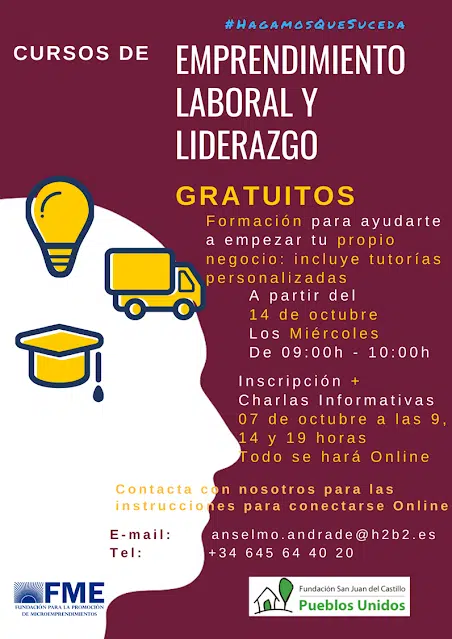 #HagamosQueSuceda
CURSOS DE
EMPRENDIMIENTO
LABORAL Y
LIDERAZGO
GRATUITOS
Formación para ayudarte
a empezar tu propio
negocio: incluye tutorías
personalizadas
A partir del
14 de octubre
Los Miércoles
De 09:00h - 10:00h
Inscripción +
Charlas Informativas
07 de octubre a las 9,
14 y 19 horas
Todo se hará Online
Contacta con nosotros para las
instrucciones para conectarse Online
E-mail: anselmo.andrade@h2b2.es
Tel: +34 645 64 40 20
FME
FUNDACIÓN PARA LA PROMOCIÓN
DE MICROEMPRENDIMIENTOS
Fundación San Juan del Castillo
Pueblos Unidos